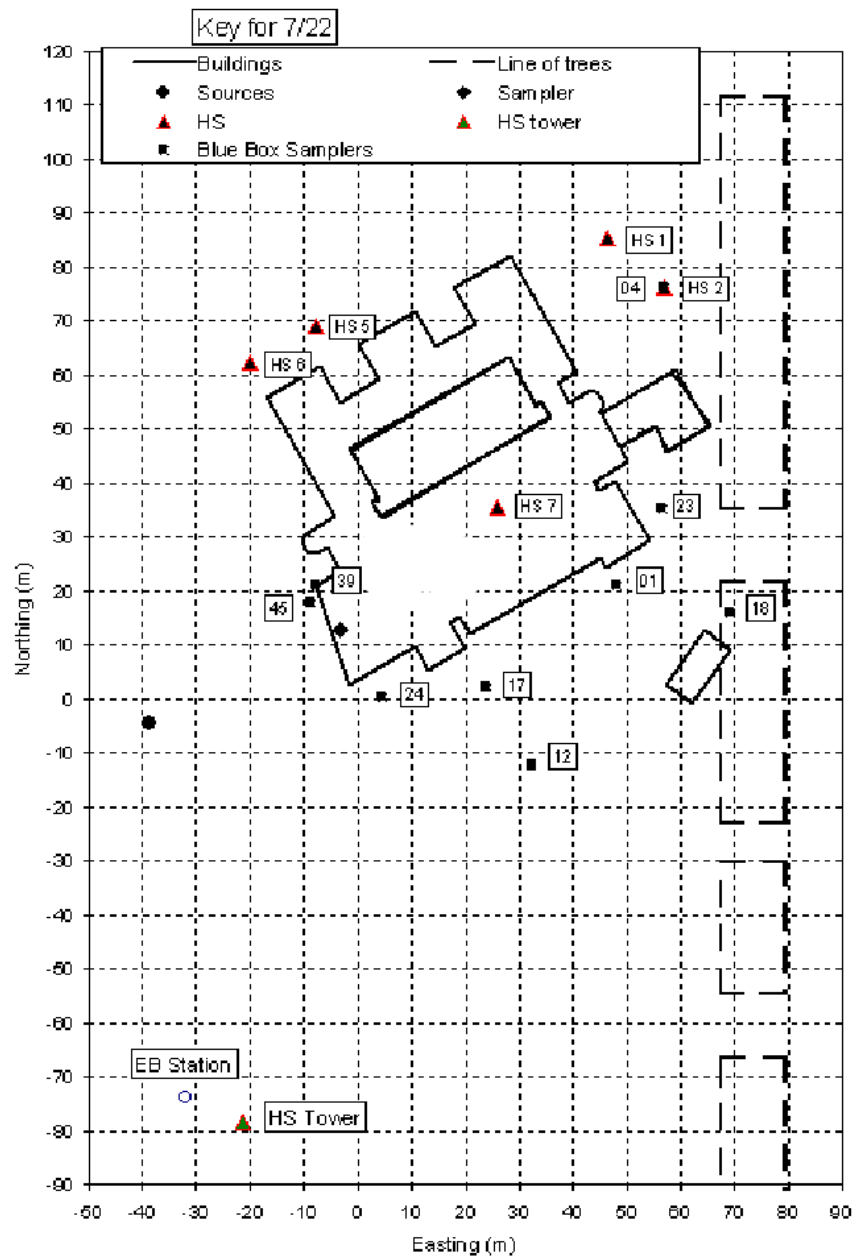 Key for 7/22
Buildings
Line of trees
Sources
Sampler
HS
HS tower
Blue Box Samplers
120
110
100
90
80
70
60
50
40
30
20
10
0
-10
-20
-30
-40
-50
-60
-70
-80
-90
Northing (m)
HS 1
04
HS 2
HS 5
HS 6
HS 7
23
39
45
01
18
24
17
12
EB Station
HS Tower
-50
-40
-30
-20
-10
0
10
20
30
40
50
60
70
80
90
Easting (m)